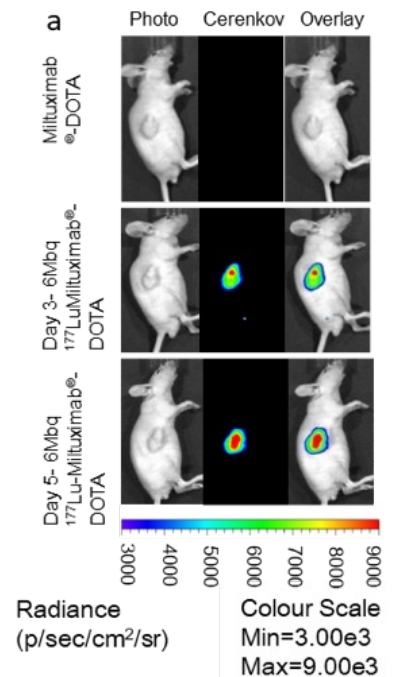 a
Photo Cerenkov Overlay
Miltuximab
®-DOTA
Day 3- 6Mbq
¹⁷⁷LuMiltuximab®-
DOTA
Day 5- 6Mbq
¹⁷⁷Lu-Miltuximab®-
DOTA
3000 4000 5000 6000 7000 8000 9000
Radiance
(p/sec/cm²/sr)
Colour Scale
Min=3.00e3
Max=9.00e3